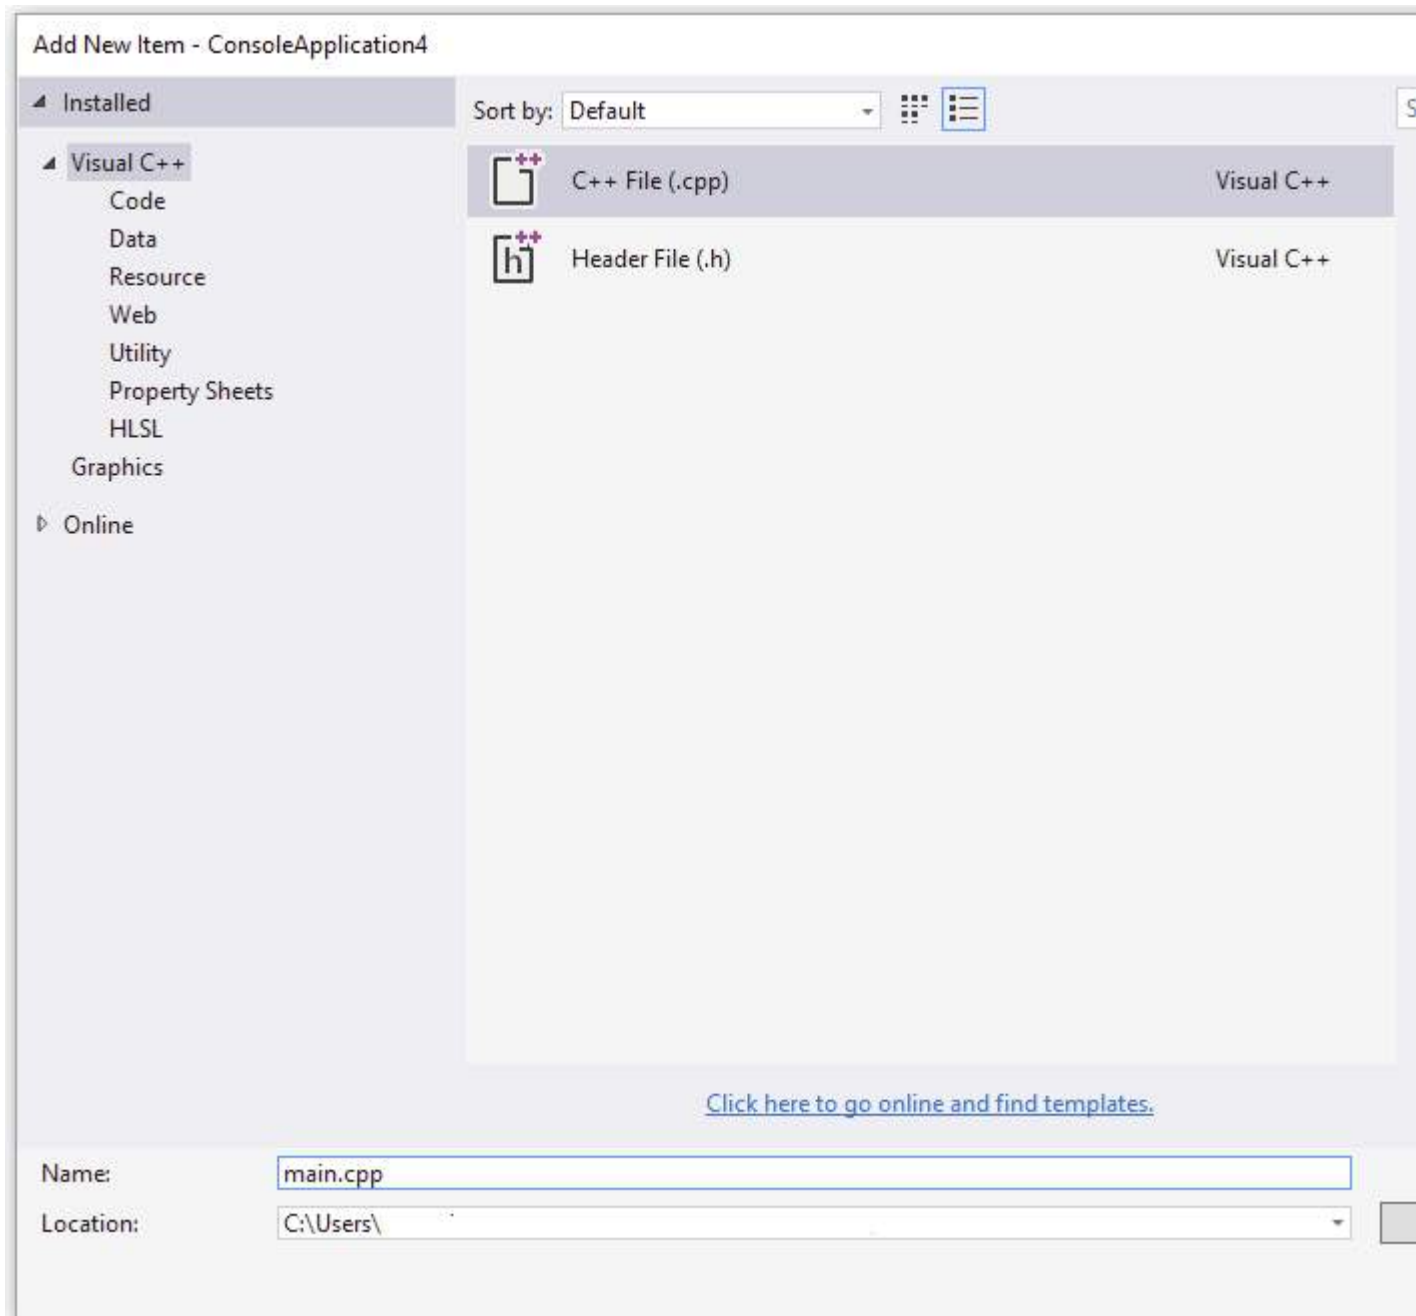 Add New Item - ConsoleApplication4
Installed
Visual C++
Code
Data
Resource
Web
Utility
Property Sheets
HLSL
Graphics
Online
Sort by: Default
C++ File (.cpp) Visual C++
Header File (.h) Visual C++
Click here to go online and find templates.
Name: main.cpp
Location: C:\Users\